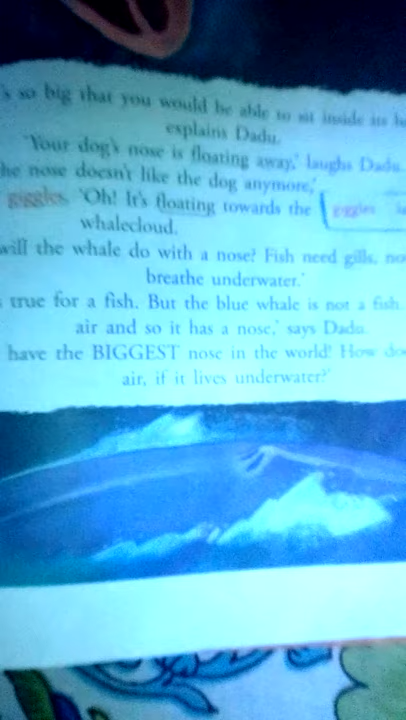 's so big that you would be able to sit inside its
explains Dadu.
'Your dog's nose is floating away,' laughs Dadu.
he nose doesn't like the dog anymore,'
giggles. 'Oh! It's floating towards the
giggles
whalecloud.
will the whale do with a nose? Fish need gills,
breathe underwater.'
true for a fish. But the blue whale is not a fish
air and so it has a nose,' says Dadu.
have the BIGGEST nose in the world! How
air, if it lives underwater?'